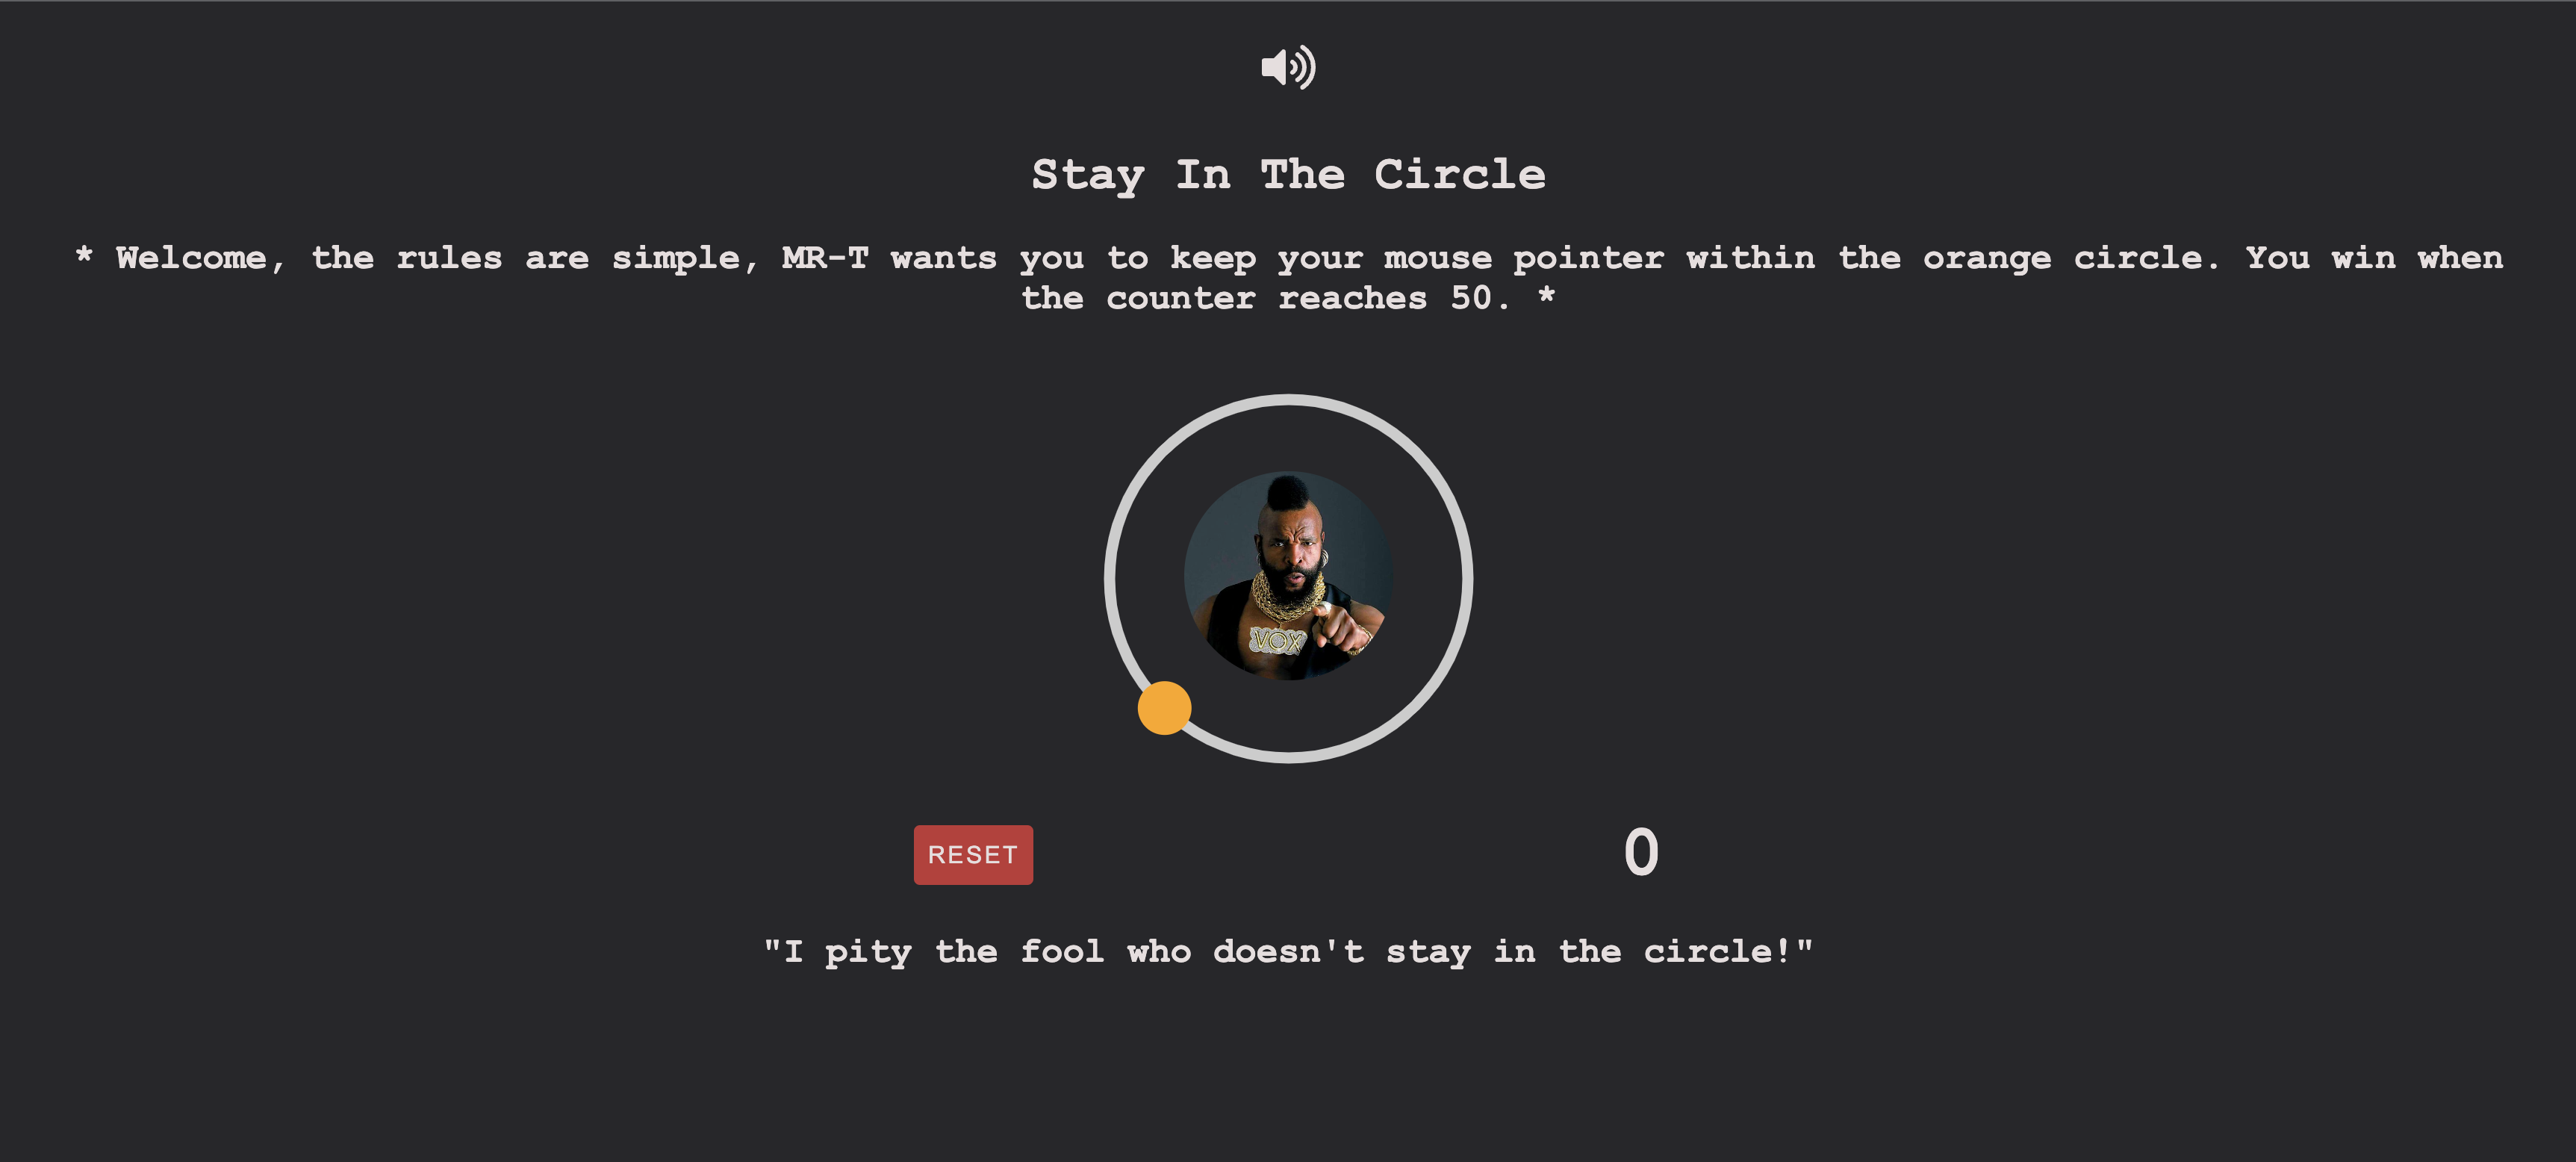 Stay In The Circle
* Welcome, the rules are simple, MR-T wants you to keep your mouse pointer within the orange circle. You win when
the counter reaches 50. *
VOX
RESET
0
"I pity the fool who doesn't stay in the circle!"